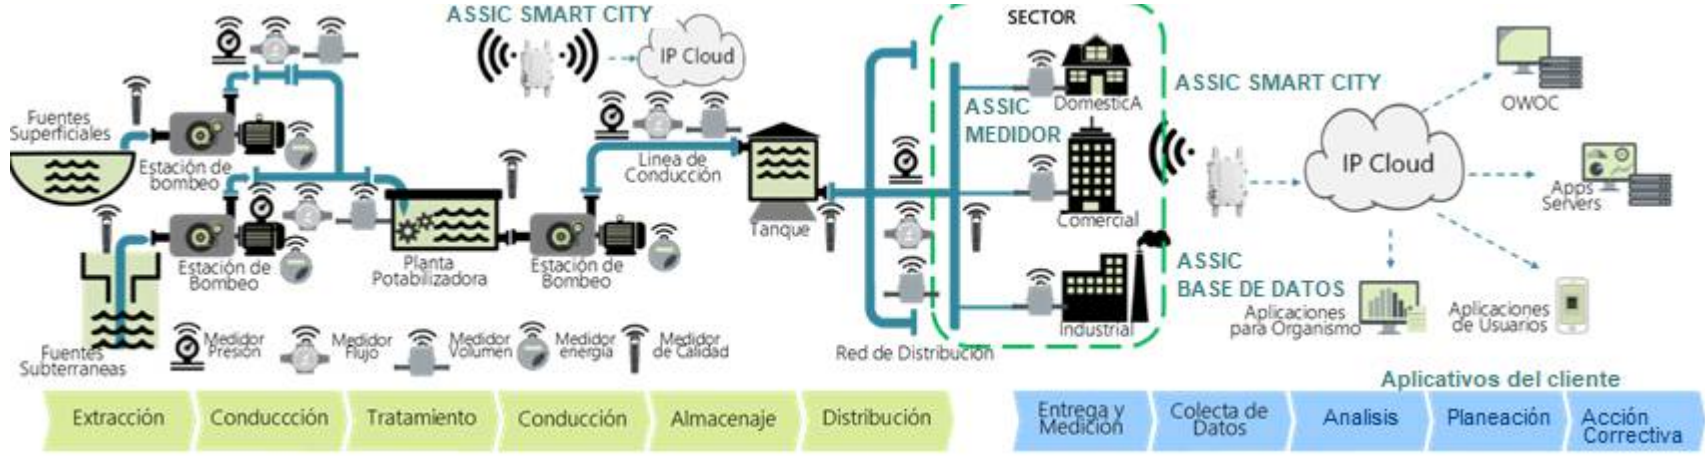 ASSIC SMART CITY
IP Cloud
SECTOR
Fuentes
Superficiales
Estación de
bombeo
Linea de
Conducción
ASSIC
MEDIDOR
DomesticA
Comercial
Industrial
ASSIC SMART CITY
IP Cloud
OWOC
Apps
Servers
Tanque
Planta
Potabilizadora
Estación de
Bombeo
Estación de
Bombeo
ASSIC
BASE DE DATOS
Aplicaciones
para Organismo
Aplicaciones
de Usuarios
Fuentes
Subterraneas
Medidor
Presión
Medidor
Flujo
Medidor
Volumen
Medidor
energía
Medidor
de Calidad
Red de Distribución
Aplicativos del cliente
Extracción
Conduccción
Tratamiento
Conducción
Almacenaje
Distribución
Entrega y
Medición
Colecta de
Datos
Analisis
Planeación
Acción
Correctiva